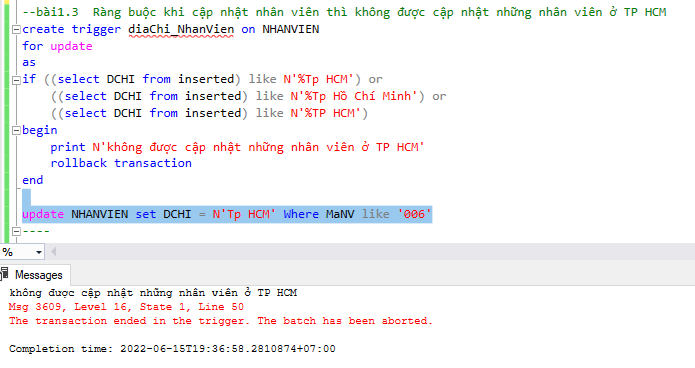 --bài1.3  Ràng buộc khi cập nhật nhân viên thì không được cập nhật những nhân viên ở TP HCM
create trigger diaChi_NhanVien on NHANVIEN
for update
as
if ((select DCHI from inserted) like N'%Tp HCM') or
((select DCHI from inserted) like N'%Tp Hồ Chí Minh') or
((select DCHI from inserted) like N'%TP HCM')
begin
print N'không được cập nhật những nhân viên ở TP HCM'
rollback transaction
end
update NHANVIEN set DCHI = N'Tp HCM' Where MaNV like '006'
----
%
Messages
không được cập nhật những nhân viên ở TP HCM
Msg 3609, Level 16, State 1, Line 50
The transaction ended in the trigger. The batch has been aborted.
Completion time: 2022-06-15T19:36:58.2810874+07:00